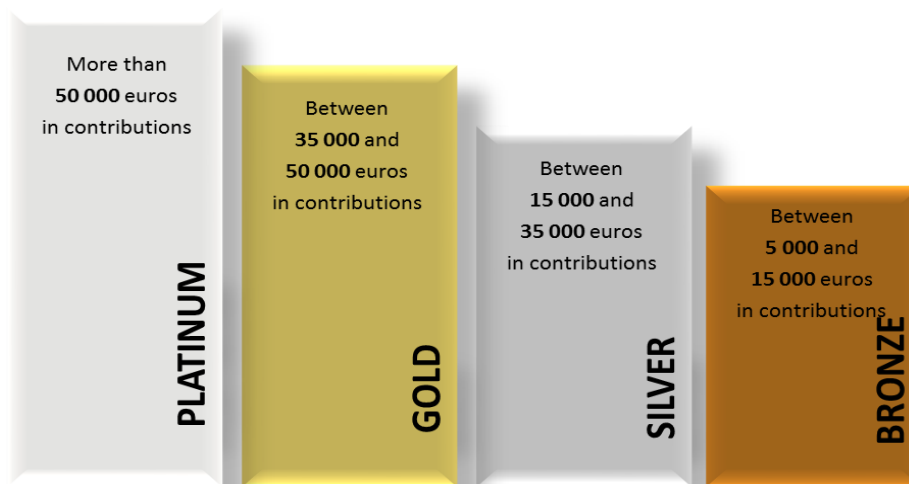 More than
50 000 euros
in contributions
PLATINUM
Between
35 000 and
50 000 euros
in contributions
GOLD
Between
15 000 and
35 000 euros
in contributions
SILVER
Between
5 000 and
15 000 euros
in contributions
BRONZE